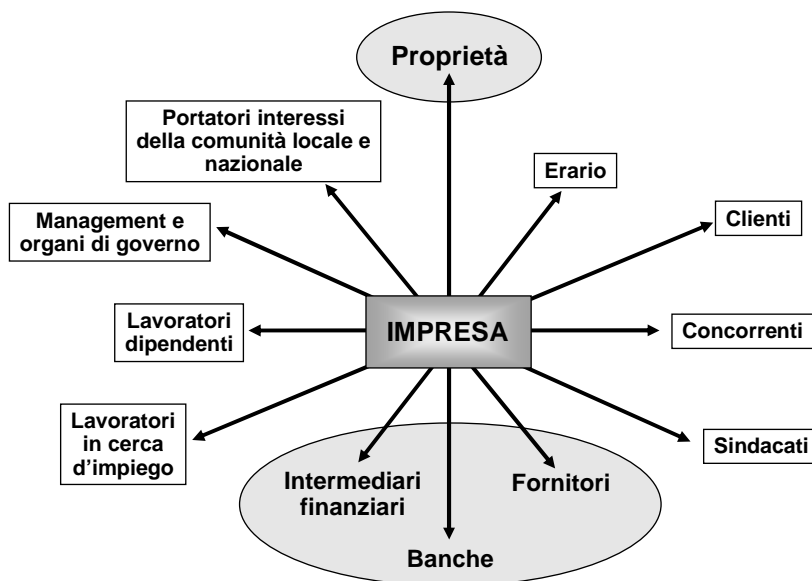 Proprietà
Portatori interessi
della comunità locale e
nazionale
Erario
Management e
organi di governo
Clienti
Lavoratori
dipendenti
IMPRESA
Concorrenti
Lavoratori
in cerca
d’impiego
Sindacati
Intermediari
finanziari
Fornitori
Banche